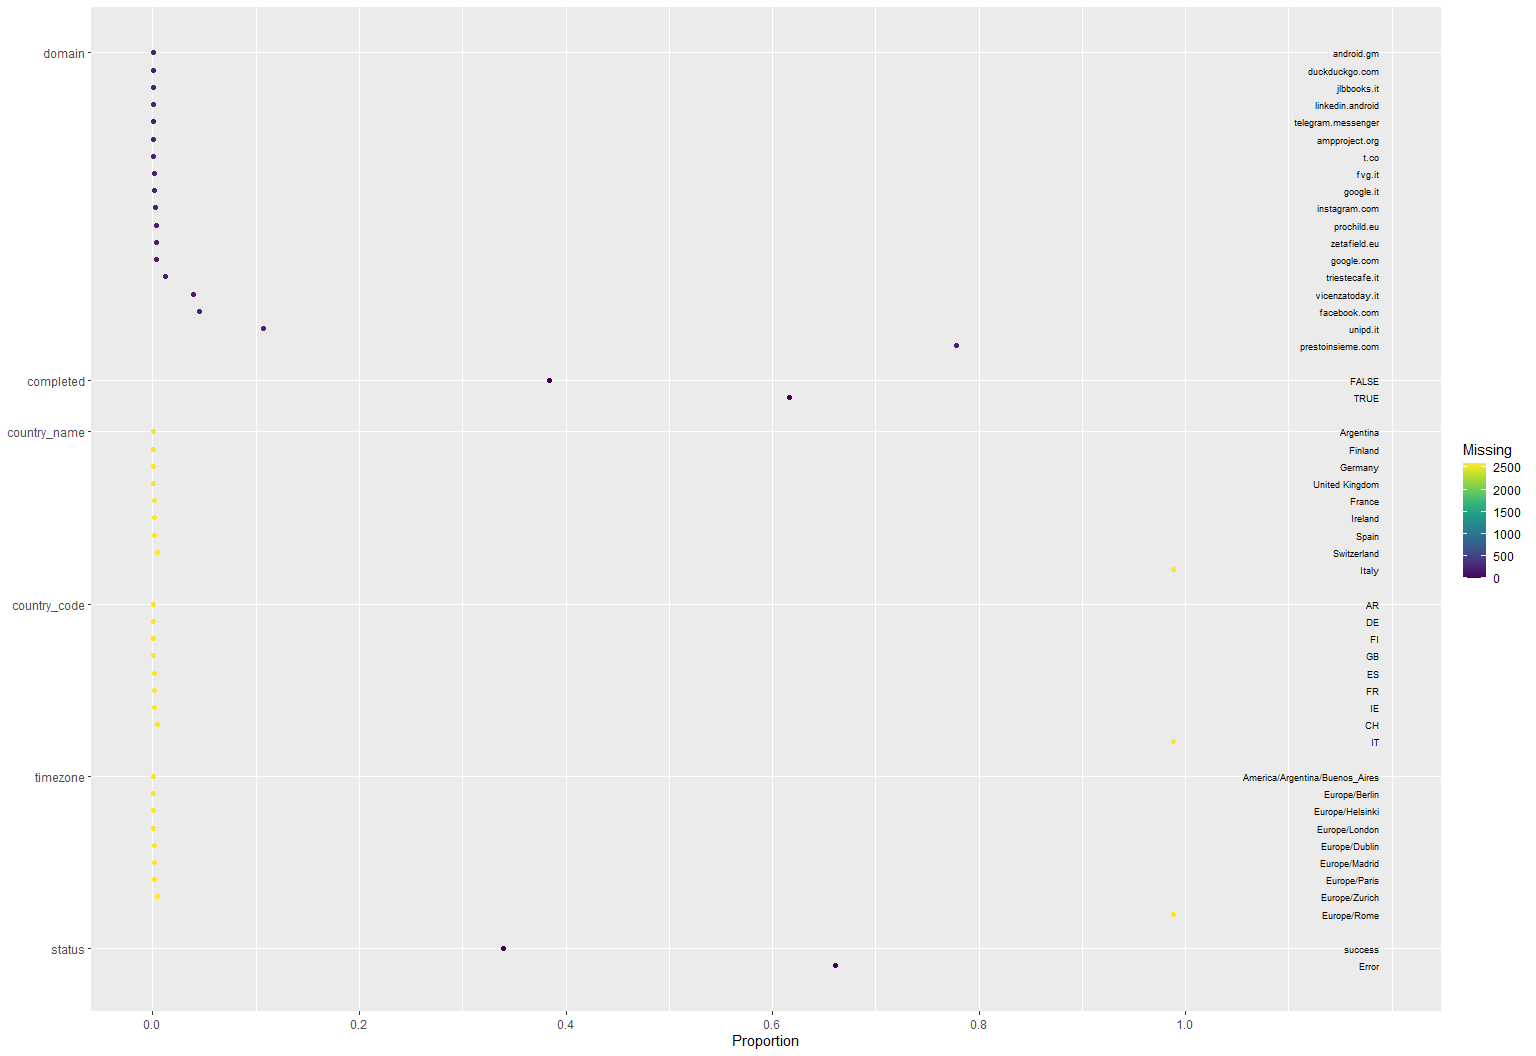 domain
android.gm
duckduckgo.com
jlbbooks.it
linkedin.android
telegram.messenger
ampproject.org
t.co
fvg.it
google.it
instagram.com
prochild.eu
zetafield.eu
google.com
triestecafe.it
vicenzatoday.it
facebook.com
unipd.it
prestoinsieme.com
completed
FALSE
TRUE
country_name
Argentina
Finland
Germany
United Kingdom
France
Ireland
Spain
Switzerland
Italy
country_code
AR
DE
FI
GB
ES
FR
IE
CH
IT
timezone
America/Argentina/Buenos_Aires
Europe/Berlin
Europe/Helsinki
Europe/London
Europe/Dublin
Europe/Madrid
Europe/Paris
Europe/Zurich
Europe/Rome
status
success
Error
0.0 0.2 0.4 0.6 0.8 1.0
Proportion
Missing
2500
2000
1500
1000
500
0